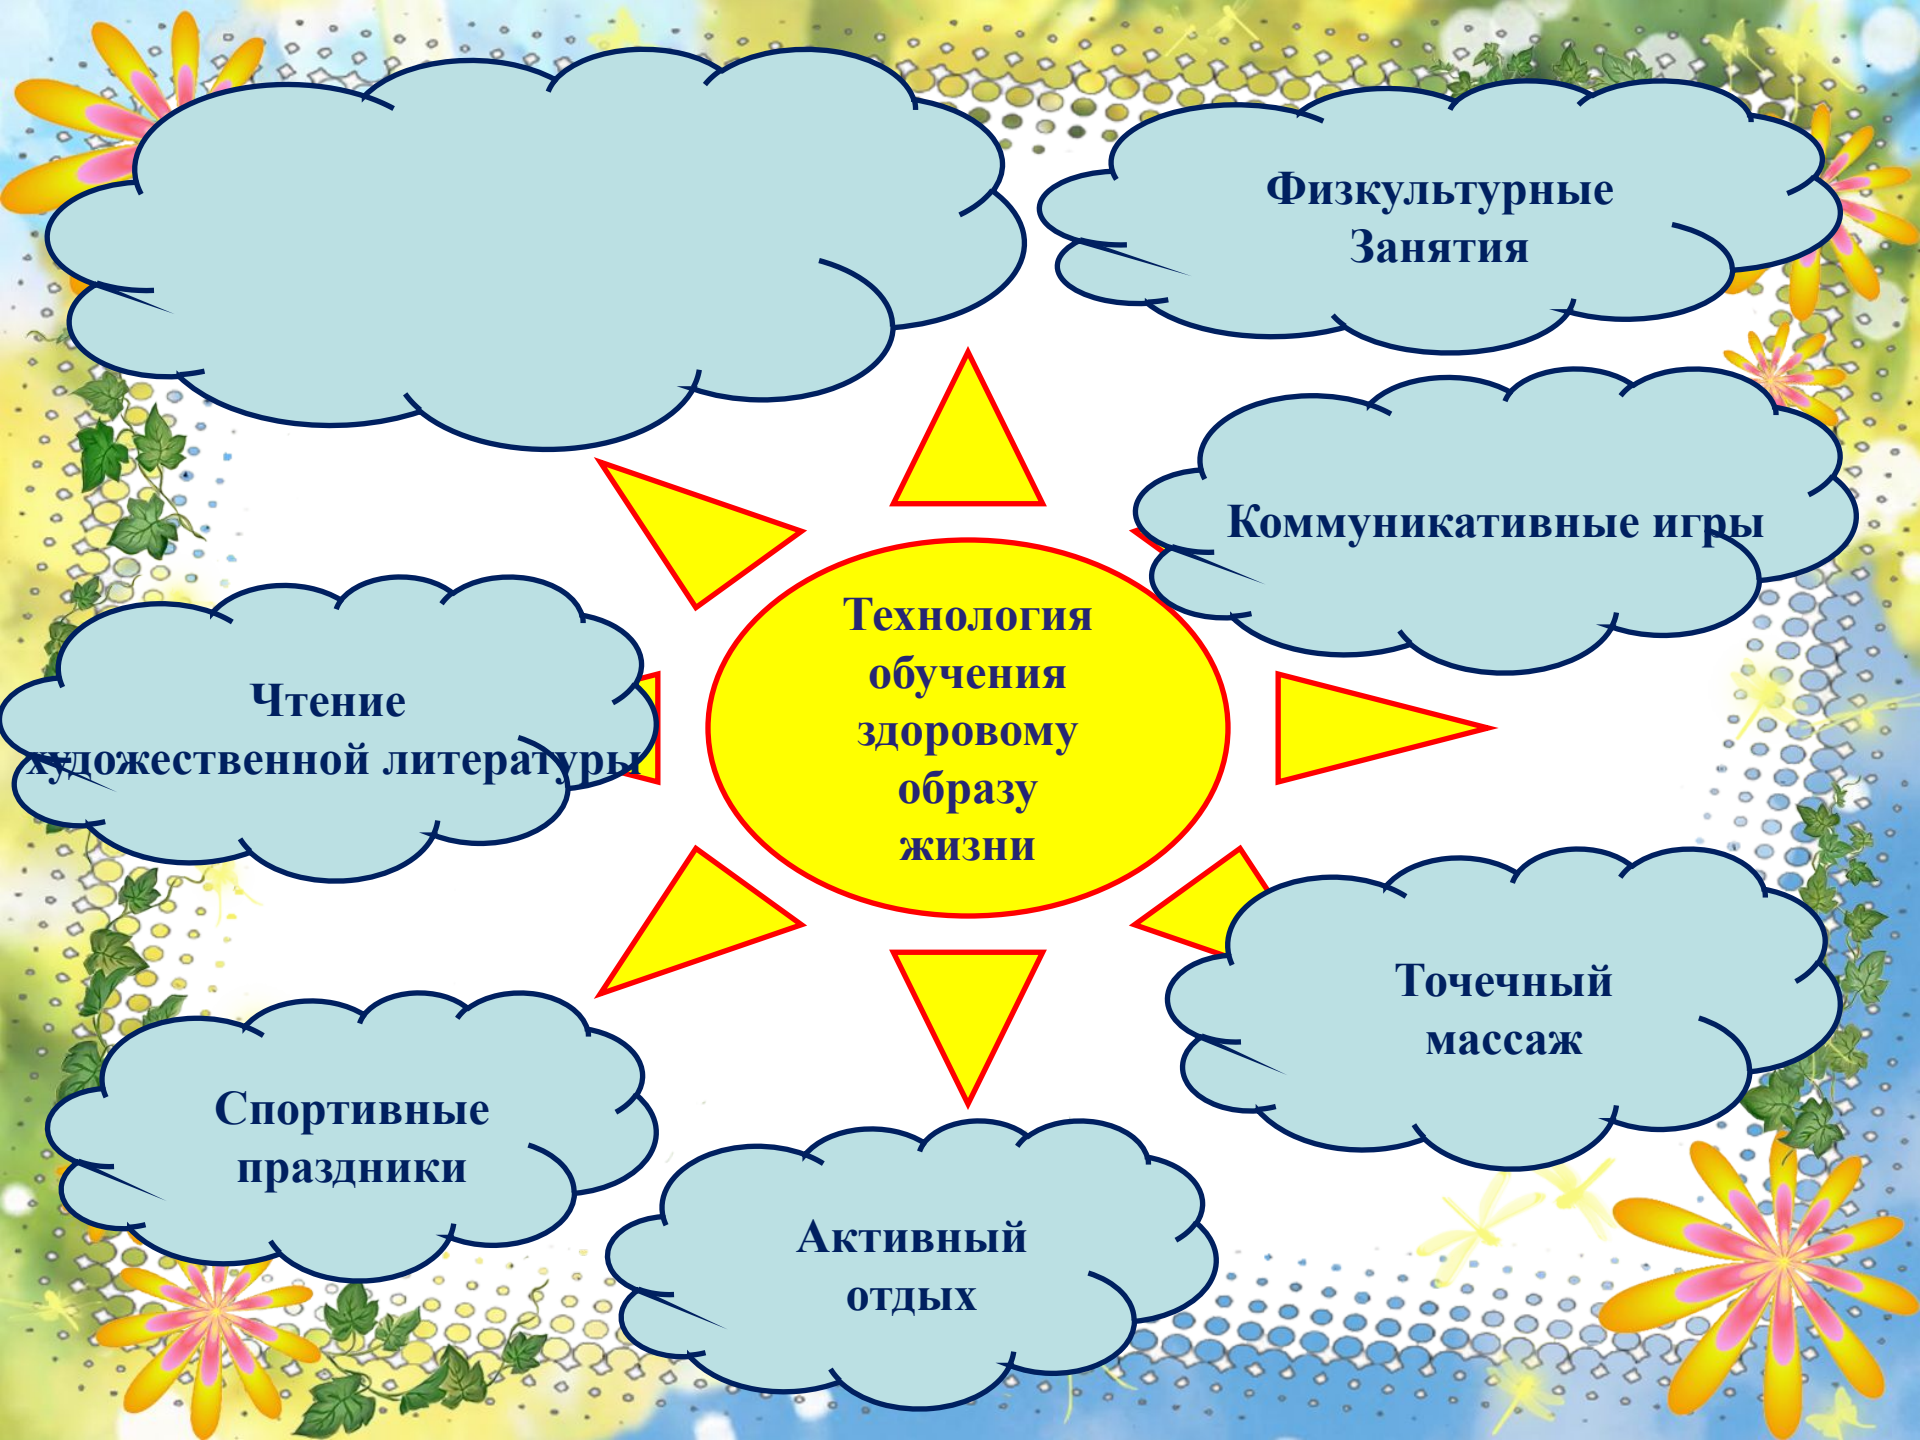 Физкультурные
Занятия
Коммуникативные игры
Технология
обучения
здоровому
образу
жизни
Чтение
художественной литературы
Точечный
массаж
Спортивные
праздники
Активный
отдых